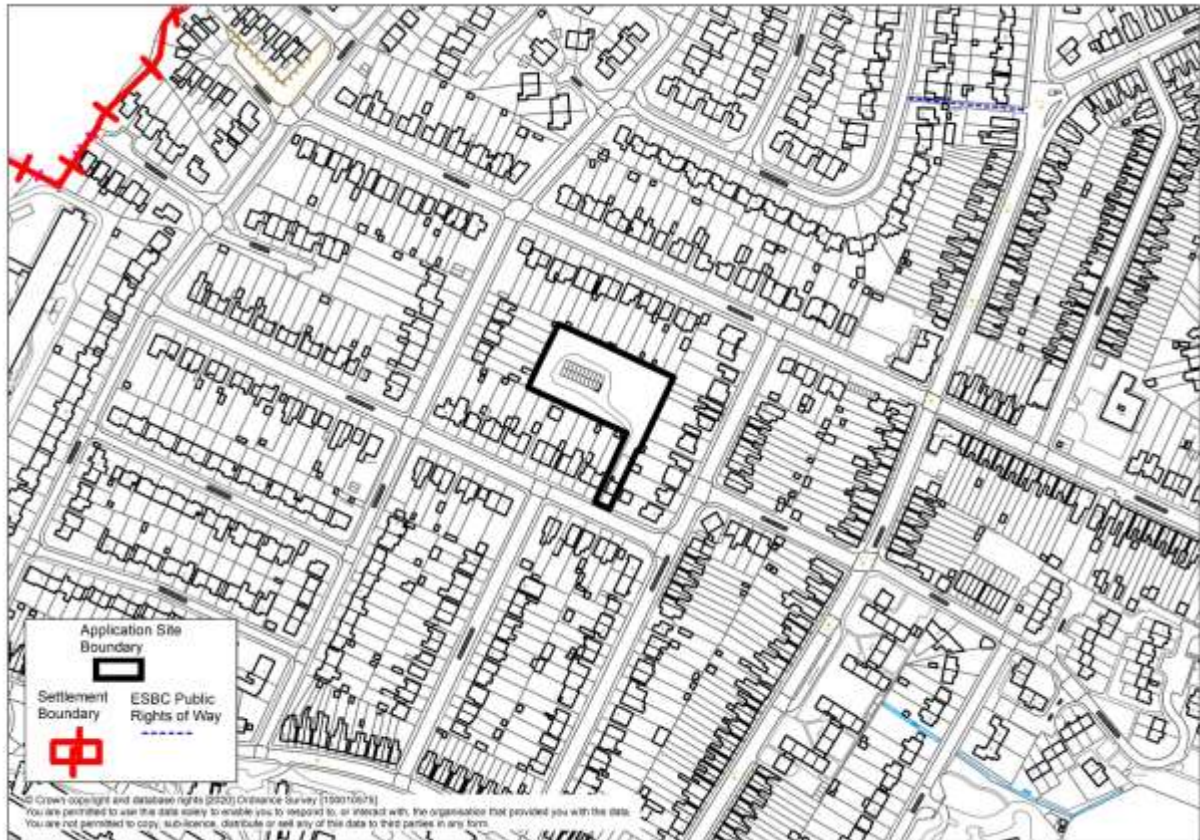 Application Site
Boundary
Settlement
Boundary
ESBC Public
Rights of Way
© Crown copyright and database rights [2020] Ordnance Survey [100010575]
You are permitted to use this data solely to enable you to respond to, or interact with, the organisation that provided you with the data.
You are not permitted to copy, sub-licence, distribute or sell any of this data to third parties in any form.